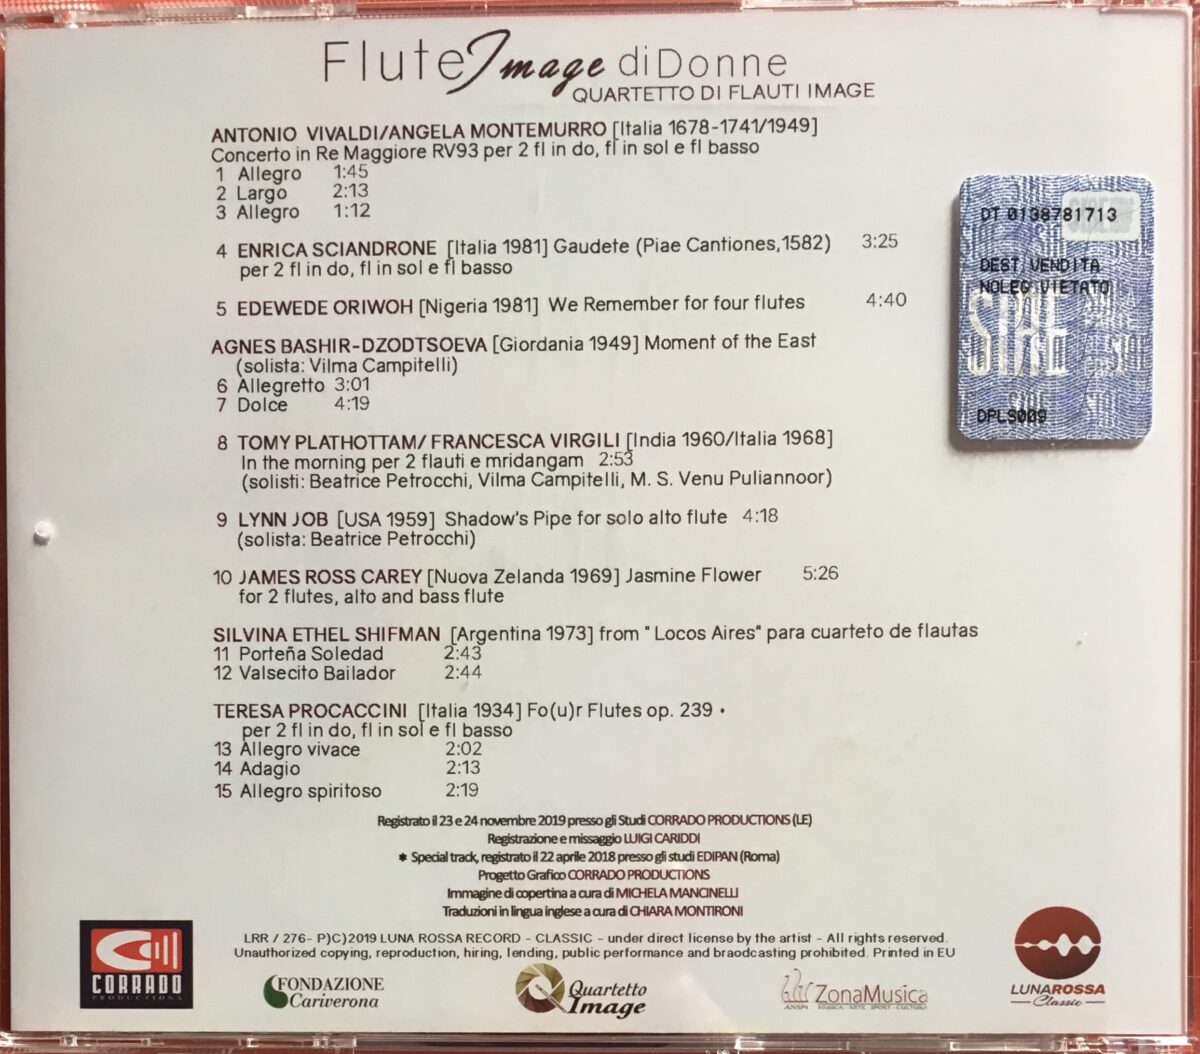 Flute Image di Donne
QUARTETTO DI FLAUTI IMAGE
ANTONIO VIVALDI/ANGELA MONTEMURRO [Italia 1678-1741/1949]
Concerto in Re Maggiore RV93 per 2 fl in do, fl in sol e fl basso
1 Allegro 1:45
2 Largo 2:13
3 Allegro 1:12
4 ENRICA SCIANDRONE [Italia 1981] Gaudete (Piae Cantiones,1582) 3:25
per 2 fl in do, fl in sol e fl basso
5 EDEWEDE ORIWOH [Nigeria 1981] We Remember for four flutes 4:40
AGNES BASHIR-DZODTSOEVA [Giordania 1949] Moment of the East
(solista: Vilma Campitelli)
6 Allegretto 3:01
7 Dolce 4:19
8 TOMY PLATHOTTAM/ FRANCESCA VIRGILI [India 1960/Italia 1968]
In the morning per 2 flauti e mridangam 2:53
(solisti: Beatrice Petrocchi, Vilma Campitelli, M. S. Venu Puliannoor)
9 LYNN JOB [USA 1959] Shadow's Pipe for solo alto flute 4:18
(solista: Beatrice Petrocchi)
10 JAMES ROSS CAREY [Nuova Zelanda 1969] Jasmine Flower 5:26
for 2 flutes, alto and bass flute
SILVINA ETHEL SHIFMAN [Argentina 1973] from "Locos Aires" para cuarteto de flautas
11 Porteña Soledad 2:43
12 Valsecito Bailador 2:44
TERESA PROCACCINI [Italia 1934] Fo(u)r Flutes op. 239 •
per 2 fl in do, fl in sol e fl basso
13 Allegro vivace 2:02
14 Adagio 2:13
15 Allegro spiritoso 2:19
Registrato il 23 e 24 novembre 2019 presso gli Studi CORRADO PRODUCTIONS (LE)
Registrazione e missaggio LUIGI CARIDDI
* Special track, registrato il 22 aprile 2018 presso gli studi EDIPAN (Roma)
Progetto Grafico CORRADO PRODUCTIONS
Immagine di copertina a cura di MICHELA MANCINELLI
Traduzioni in lingua inglese a cura di CHIARA MONTIRONI
LRR / 276- P)C)2019 LUNA ROSSA RECORD - CLASSIC - under direct license by the artist - All rights reserved.
Unauthorized copying, reproduction, hiring, lending, public performance and braodcasting prohibited. Printed in EU
CORRADO
PRODUCTIONS
FONDAZIONE
Cariverona
Quartetto
Image
ZonaMusica
ANSPI MUSICA - ARTE - SPORT - CULTURA
LUNAROSSA
Classic
DT 0138781713
DEST VENDITA
NOLEG VIETATO
SIAE
DPLS009